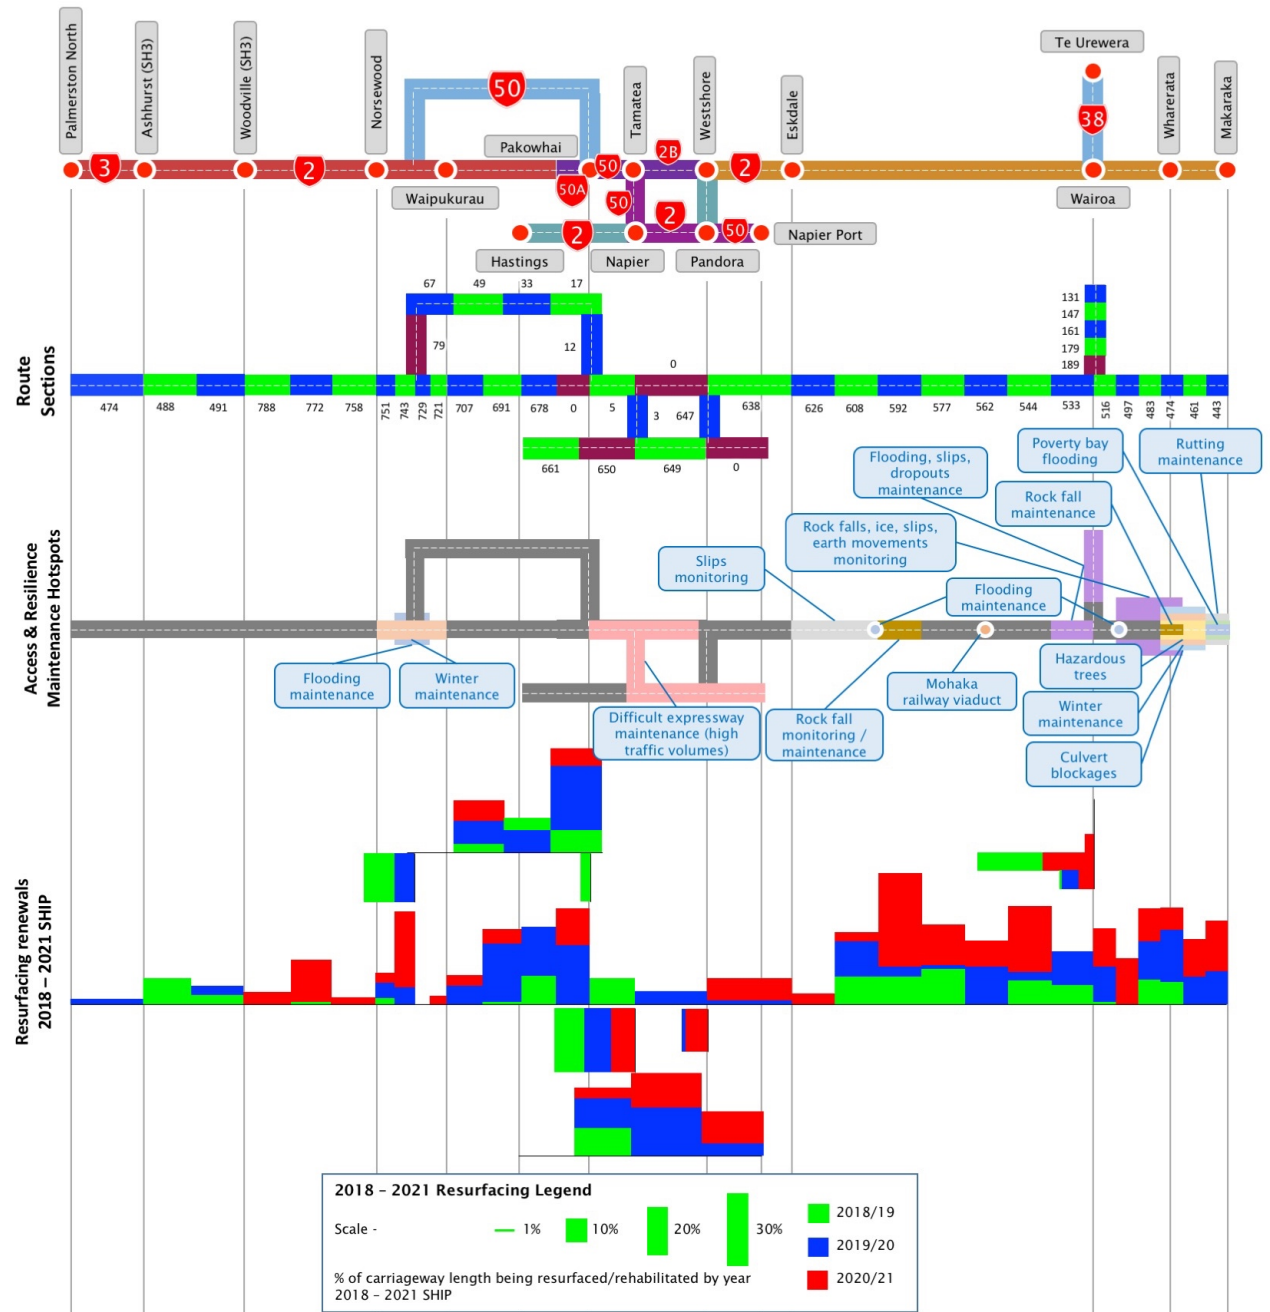 Palmerston North
Ashhurst (SH3)
Woodville (SH3)
Norsewood
50
Pakowhai
Tamatea
Westshore
Eskdale
Te Urewera
38
Wharerata
Makaraka
3
2
50A
50
2B
2
Waipukurau
50
2
Wairoa
2
50
Napier Port
Hastings
Napier
Pandora
Route
Sections
67
49
33
17
79
12
0
131
147
161
179
189
474
488
491
788
772
758
751
743
729
721
707
691
678
0
5
3
647
638
626
608
592
577
562
544
533
516
497
483
474
461
443
661
650
649
0
Access & Resilience
Maintenance Hotspots
Flooding, slips,
dropouts
maintenance
Poverty bay
flooding
Rutting
maintenance
Rock fall
maintenance
Rock falls, ice, slips,
earth movements
monitoring
Slips
monitoring
Flooding
maintenance
Flooding
maintenance
Winter
maintenance
Difficult expressway
maintenance (high
traffic volumes)
Rock fall
monitoring /
maintenance
Mohaka
railway viaduct
Hazardous
trees
Winter
maintenance
Culvert
blockages
Resurfacing renewals
2018 – 2021 SHIP
2018 – 2021 Resurfacing Legend
Scale -
1%
10%
20%
30%
2018/19
2019/20
2020/21
% of carriageway length being resurfaced/rehabilitated by year
2018 – 2021 SHIP